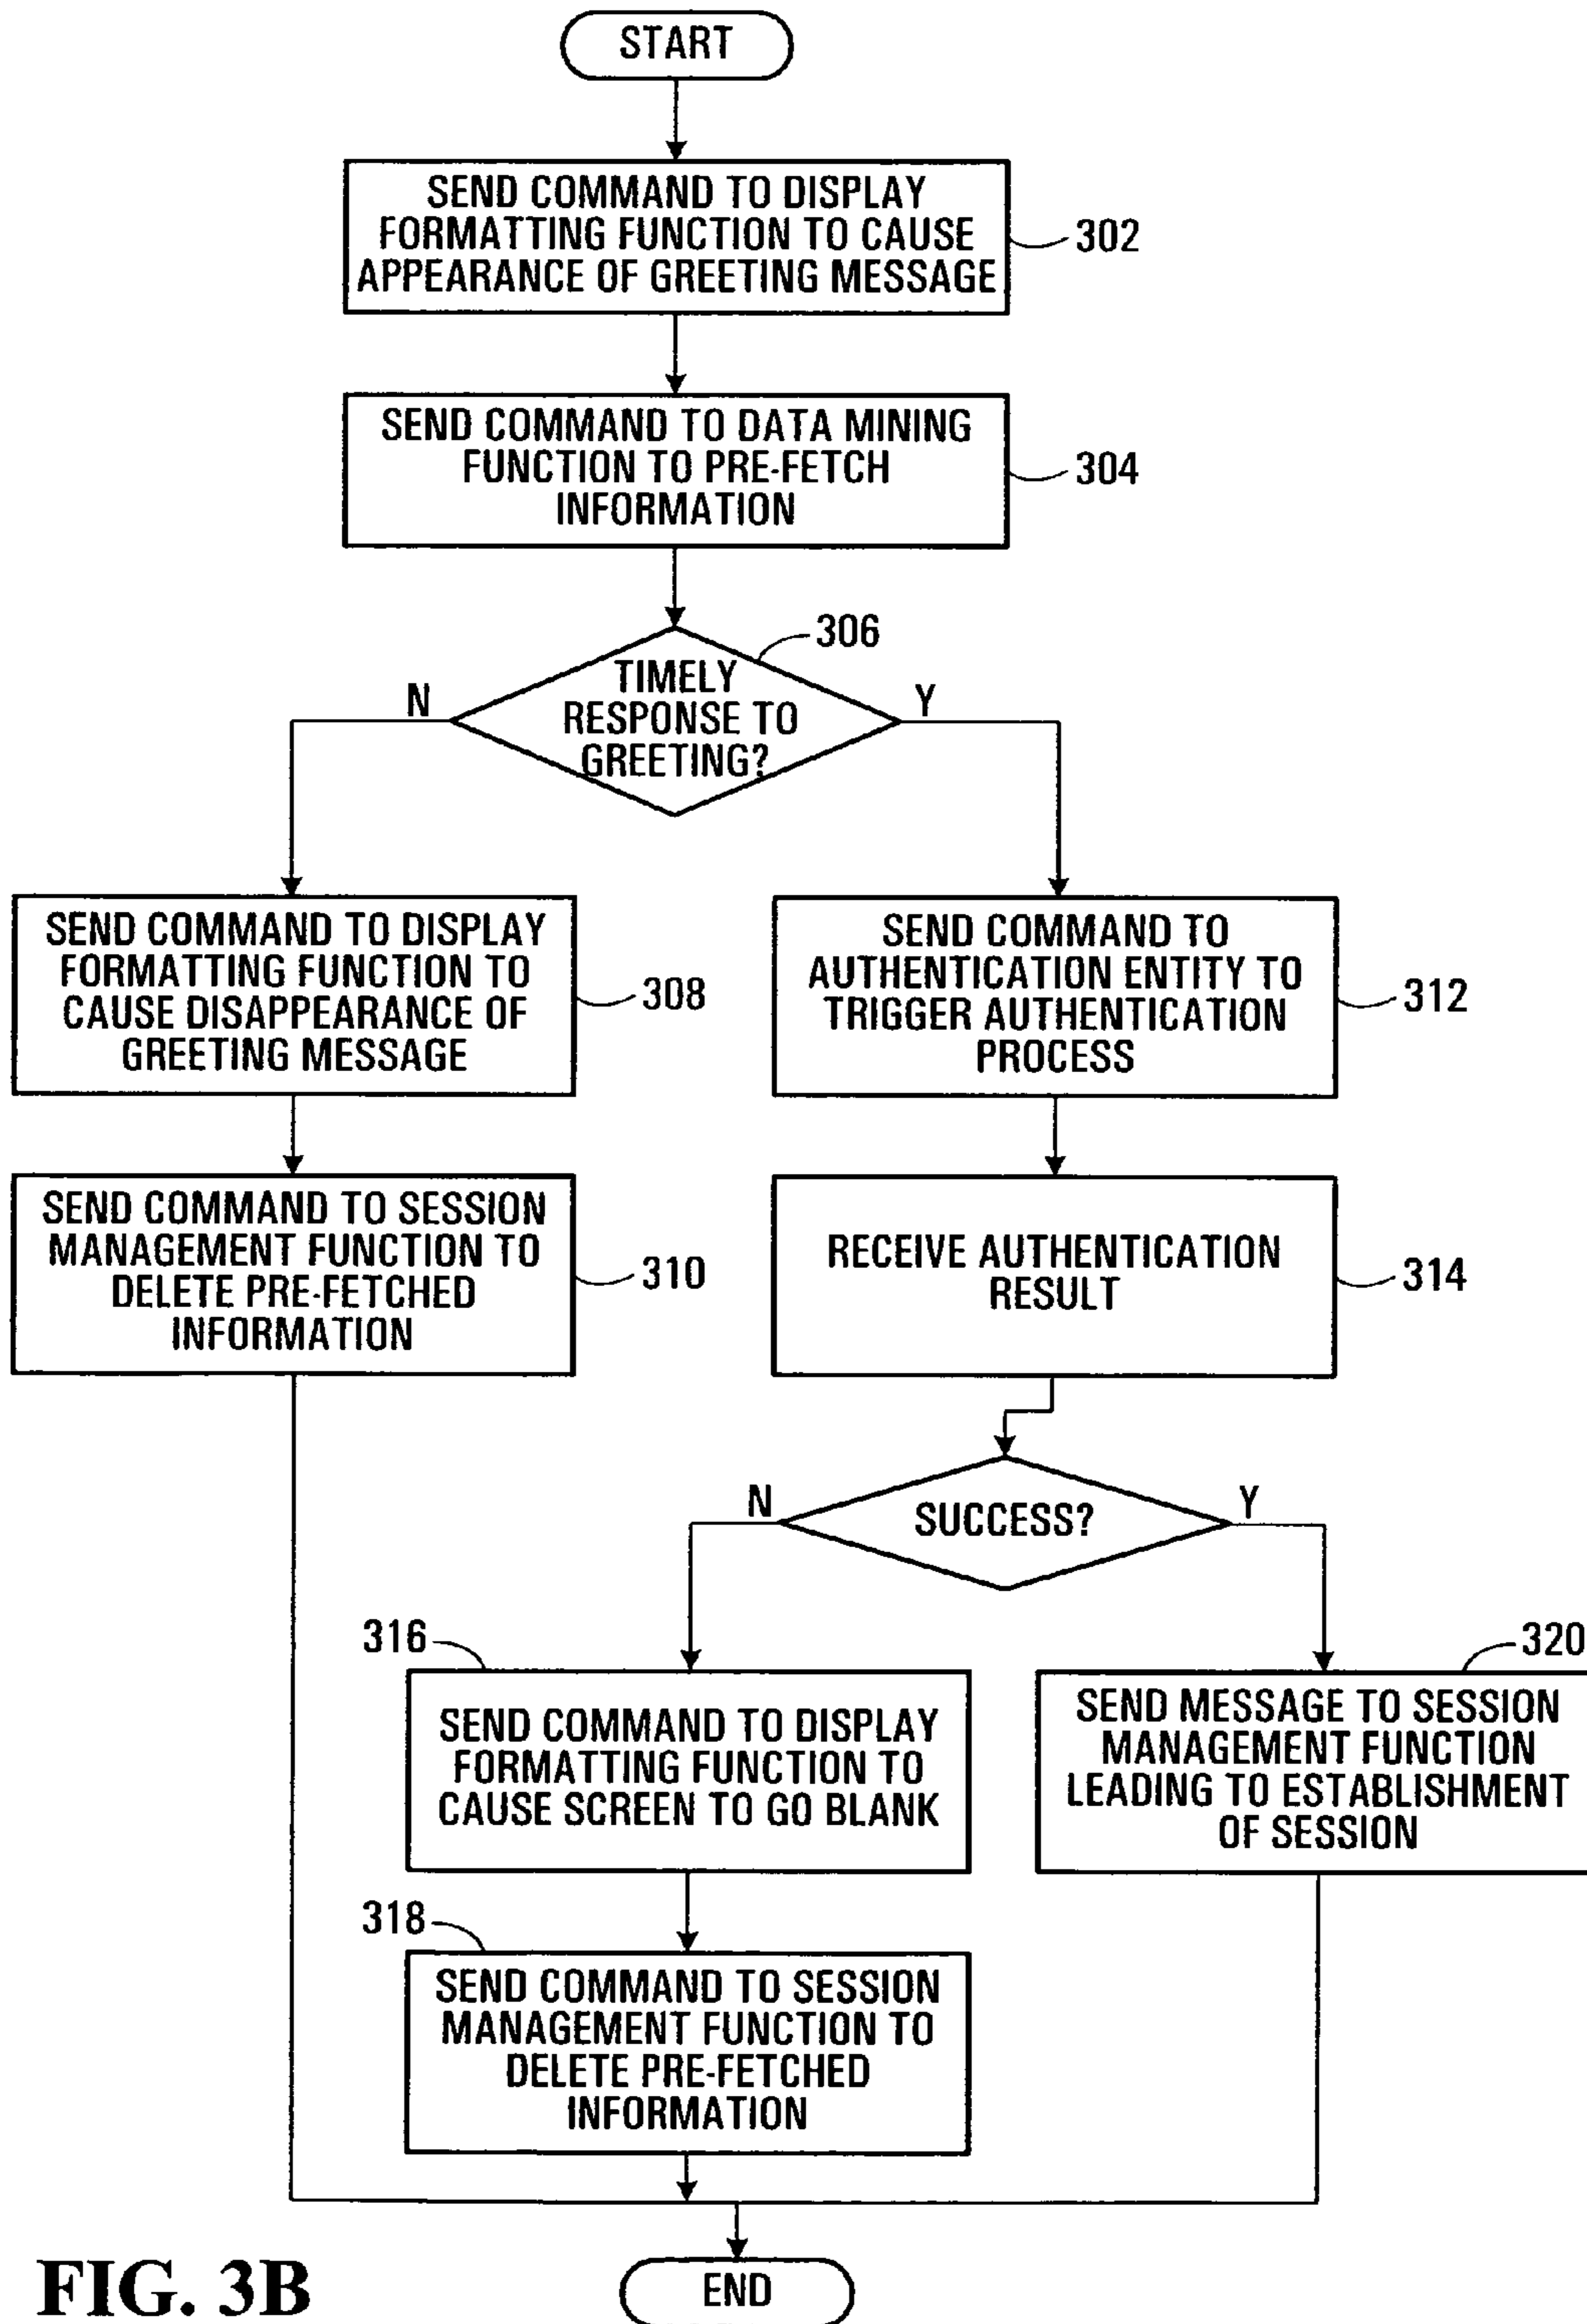 START
SEND COMMAND TO DISPLAY
FORMATTING FUNCTION TO CAUSE
APPEARANCE OF GREETING MESSAGE
302
SEND COMMAND TO DATA MINING
FUNCTION TO PRE-FETCH
INFORMATION
304
306
TIMELY
RESPONSE TO
GREETING?
N
Y
SEND COMMAND TO DISPLAY
FORMATTING FUNCTION TO
CAUSE DISAPPEARANCE OF
GREETING MESSAGE
308
SEND COMMAND TO
AUTHENTICATION ENTITY TO
TRIGGER AUTHENTICATION
PROCESS
312
SEND COMMAND TO SESSION
MANAGEMENT FUNCTION TO
DELETE PRE-FETCHED
INFORMATION
310
RECEIVE AUTHENTICATION
RESULT
314
SUCCESS?
N
Y
316
SEND COMMAND TO DISPLAY
FORMATTING FUNCTION TO
CAUSE SCREEN TO GO BLANK
320
SEND MESSAGE TO SESSION
MANAGEMENT FUNCTION
LEADING TO ESTABLISHMENT
OF SESSION
318
SEND COMMAND TO SESSION
MANAGEMENT FUNCTION TO
DELETE PRE-FETCHED
INFORMATION
END
FIG. 3B